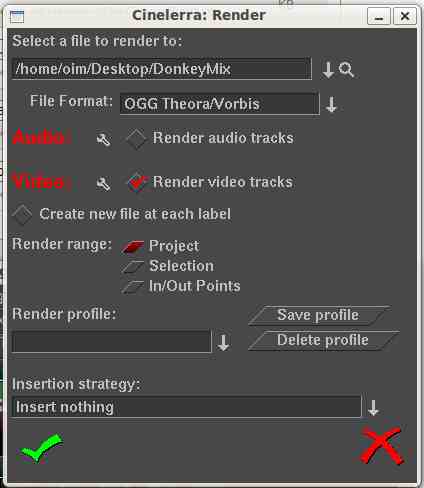 Cinelerra: Render
Select a file to render to:
/home/oim/Desktop/DonkeyMix
File Format: OGG Theora/Vorbis
Audio: Render audio tracks
Video: Render video tracks
Create new file at each label
Render range: Project
Selection
In/Out Points
Render profile: Save profile
Delete profile
Insertion strategy:
Insert nothing